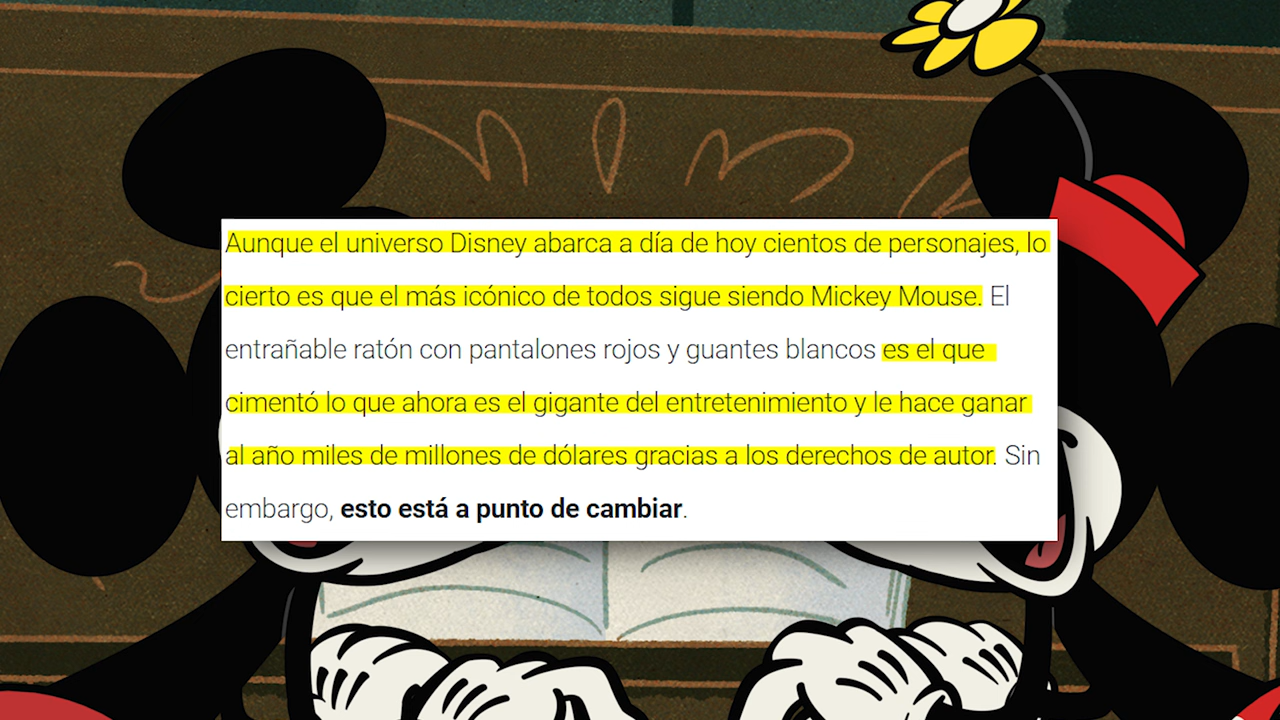 Aunque el universo Disney abarca a día de hoy cientos de personajes, lo
cierto es que el más icónico de todos sigue siendo Mickey Mouse. El
entrañable ratón con pantalones rojos y guantes blancos es el que
cimentó lo que ahora es el gigante del entretenimiento y le hace ganar
al año miles de millones de dólares gracias a los derechos de autor. Sin
embargo, esto está a punto de cambiar.